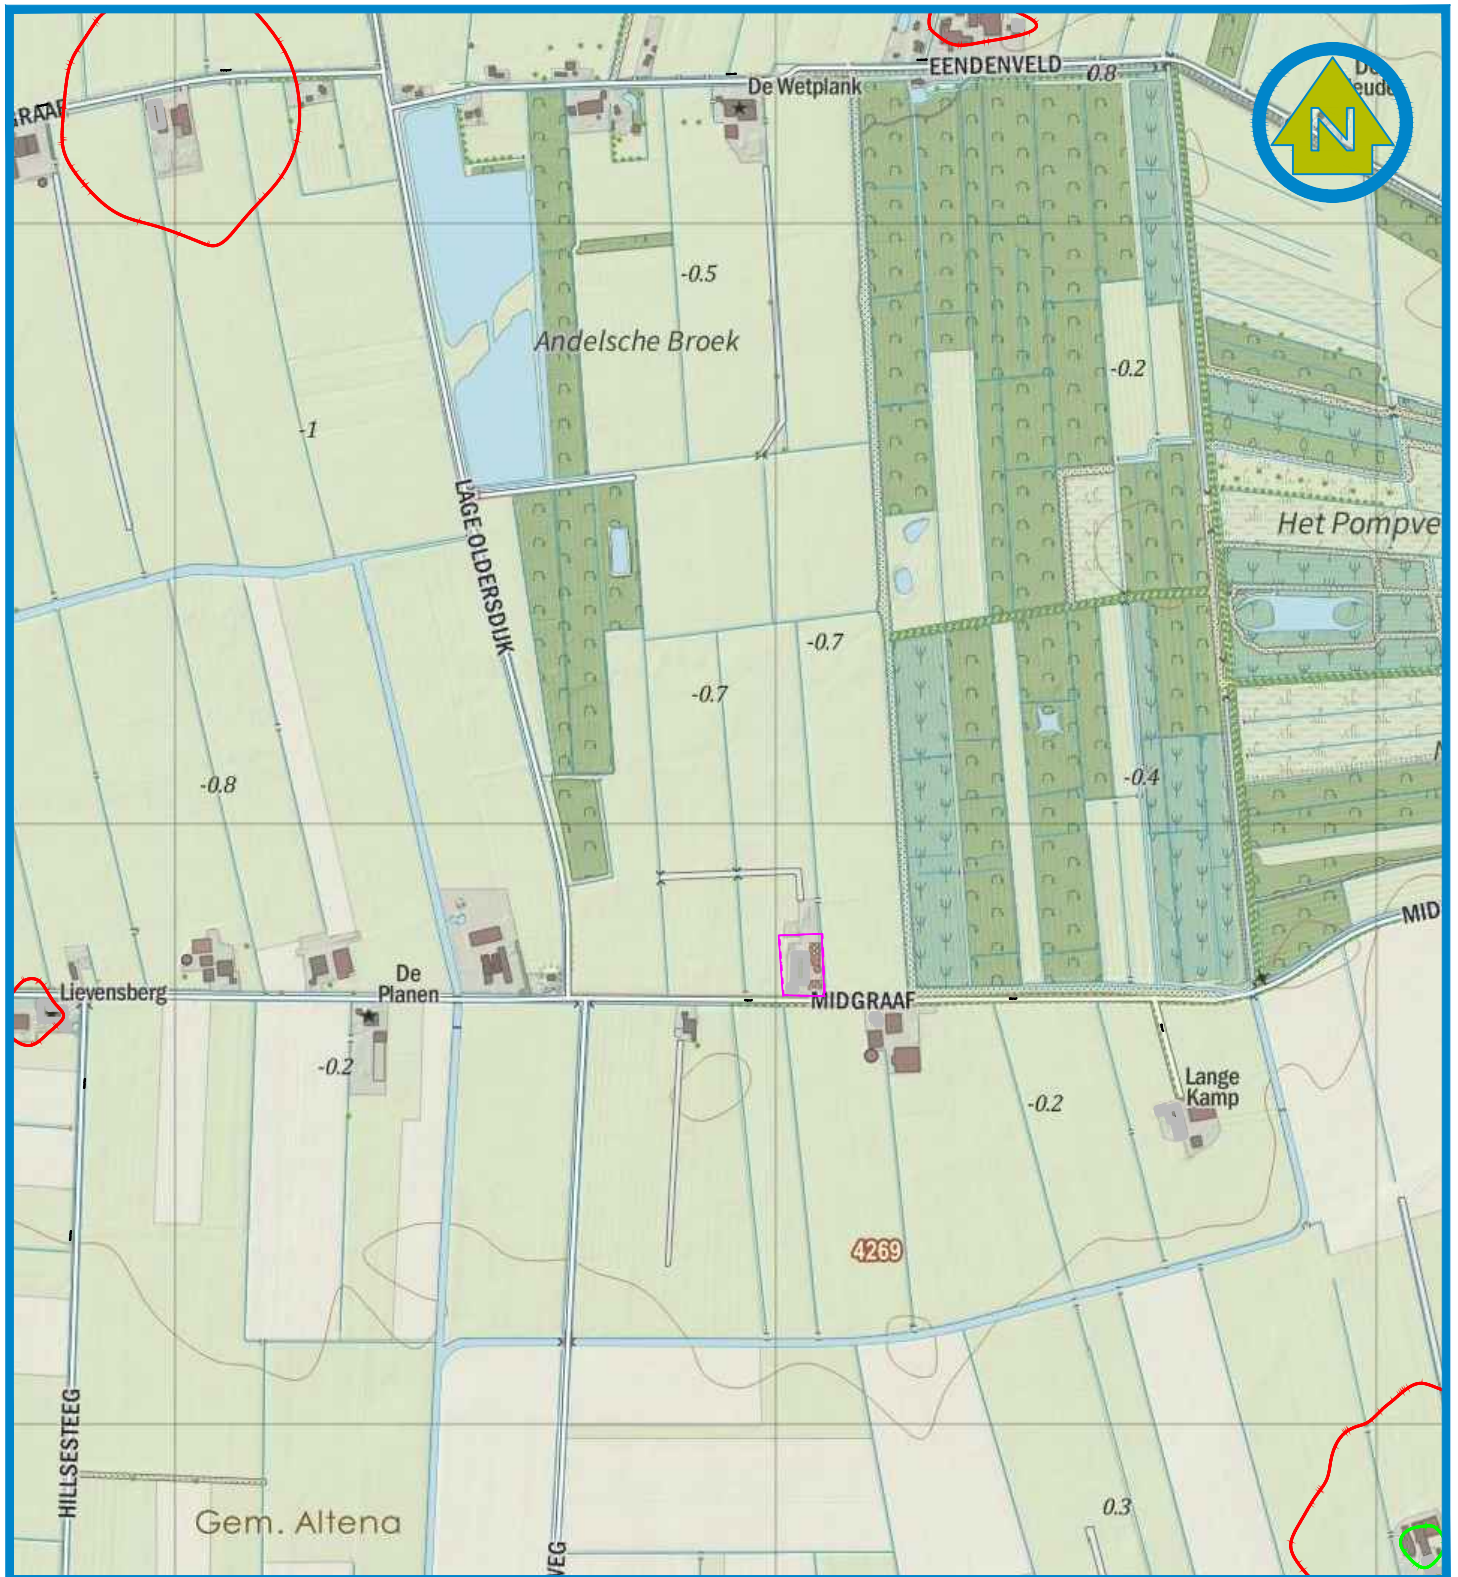 EENDENVELD
0.8
De Wetplank
GRAAF
N
-0.5
Andelsche Broek
-0.2
-1
LAGE OLDERSDIJK
Het Pompve
-0.7
-0.7
-0.8
-0.4
MID
De
Planen
Lievensberg
MIDGRAAF
-0.2
Lange
Kamp
-0.2
4269
HILLSESTEEG
Gem. Altena
0.3
WEG